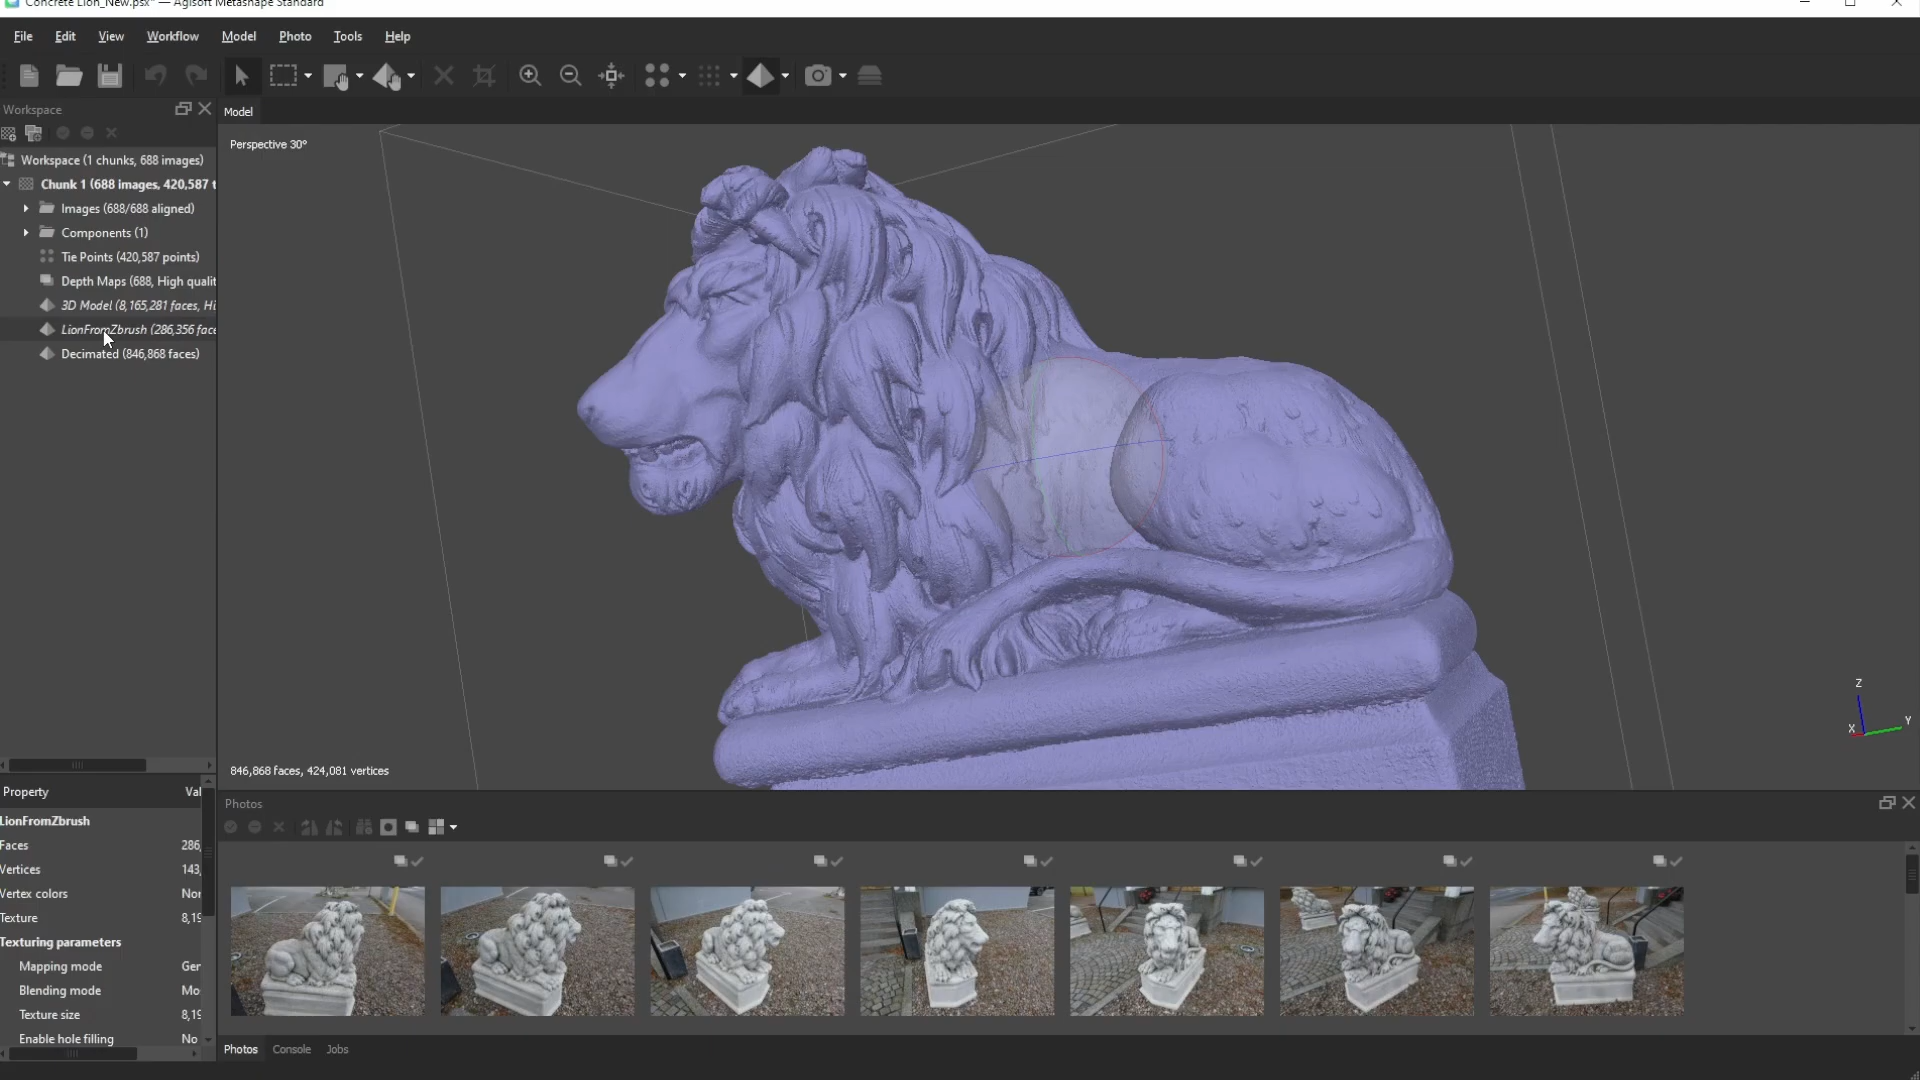 Concrete Lion_New.psx* — Agisoft Metashape Standard
File Edit View Workflow Model Photo Tools Help
Workspace
Model
Perspective 30°
Workspace (1 chunks, 688 images)
Chunk 1 (688 images, 420,587 t
Images (688/688 aligned)
Components (1)
Tie Points (420,587 points)
Depth Maps (688, High qualit
3D Model (8,165,281 faces, Hi
LionFromZbrush (286,356 face
Decimated (846,868 faces)
Z
X
Y
846,868 faces, 424,081 vertices
Property Val
LionFromZbrush
Faces 286,
Vertices 143,
Vertex colors Nor
Texture 8,19
Texturing parameters
Mapping mode Ger
Blending mode Mo
Texture size 8,19
Enable hole filling No
Photos
Photos Console Jobs